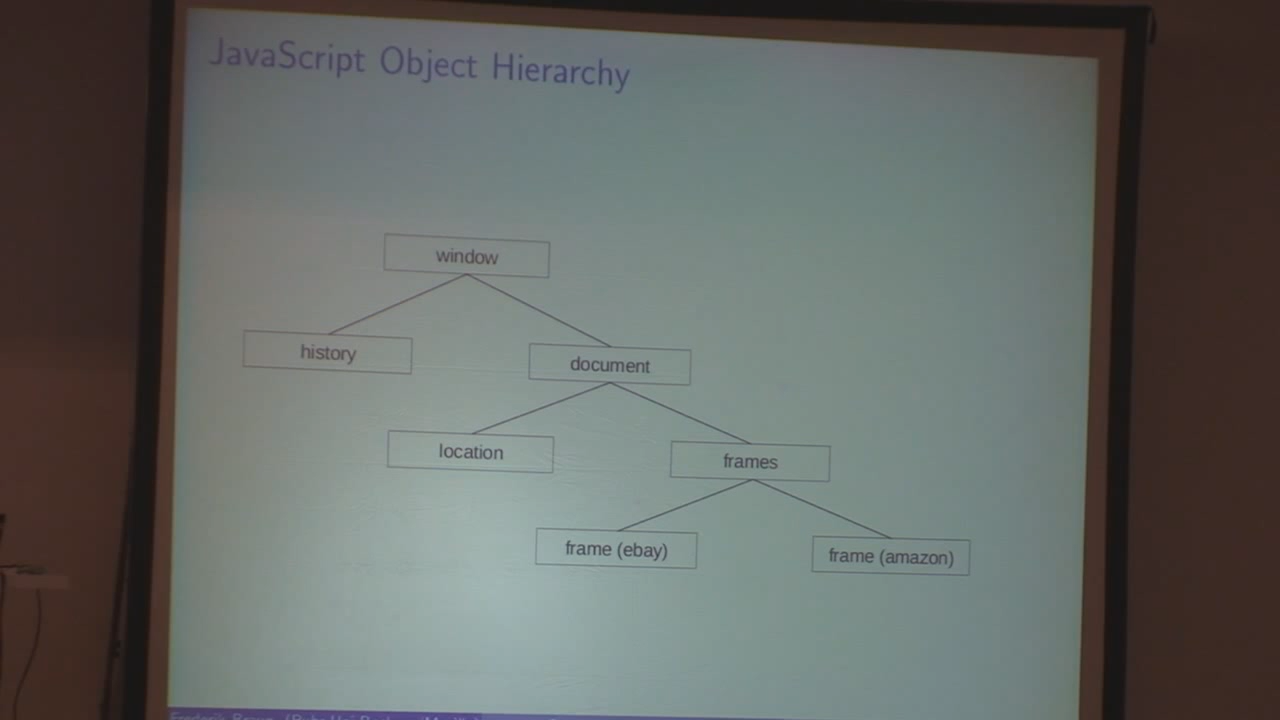 JavaScript Object Hierarchy
window
history
document
location
frames
frame (ebay)
frame (amazon)